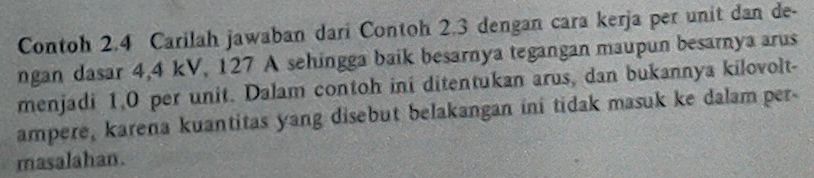 Contoh 2.4 Carilah jawaban dari Contoh 2.3 dengan cara kerja per unit dan de-
ngan dasar 4,4 kV, 127 A sehingga baik besarnya tegangan maupun besarnya arus
menjadi 1,0 per unit. Dalam contoh ini ditentukan arus, dan bukannya kilovolt-
ampere, karena kuantitas yang disebut belakangan ini tidak masuk ke dalam per-
masalahan.